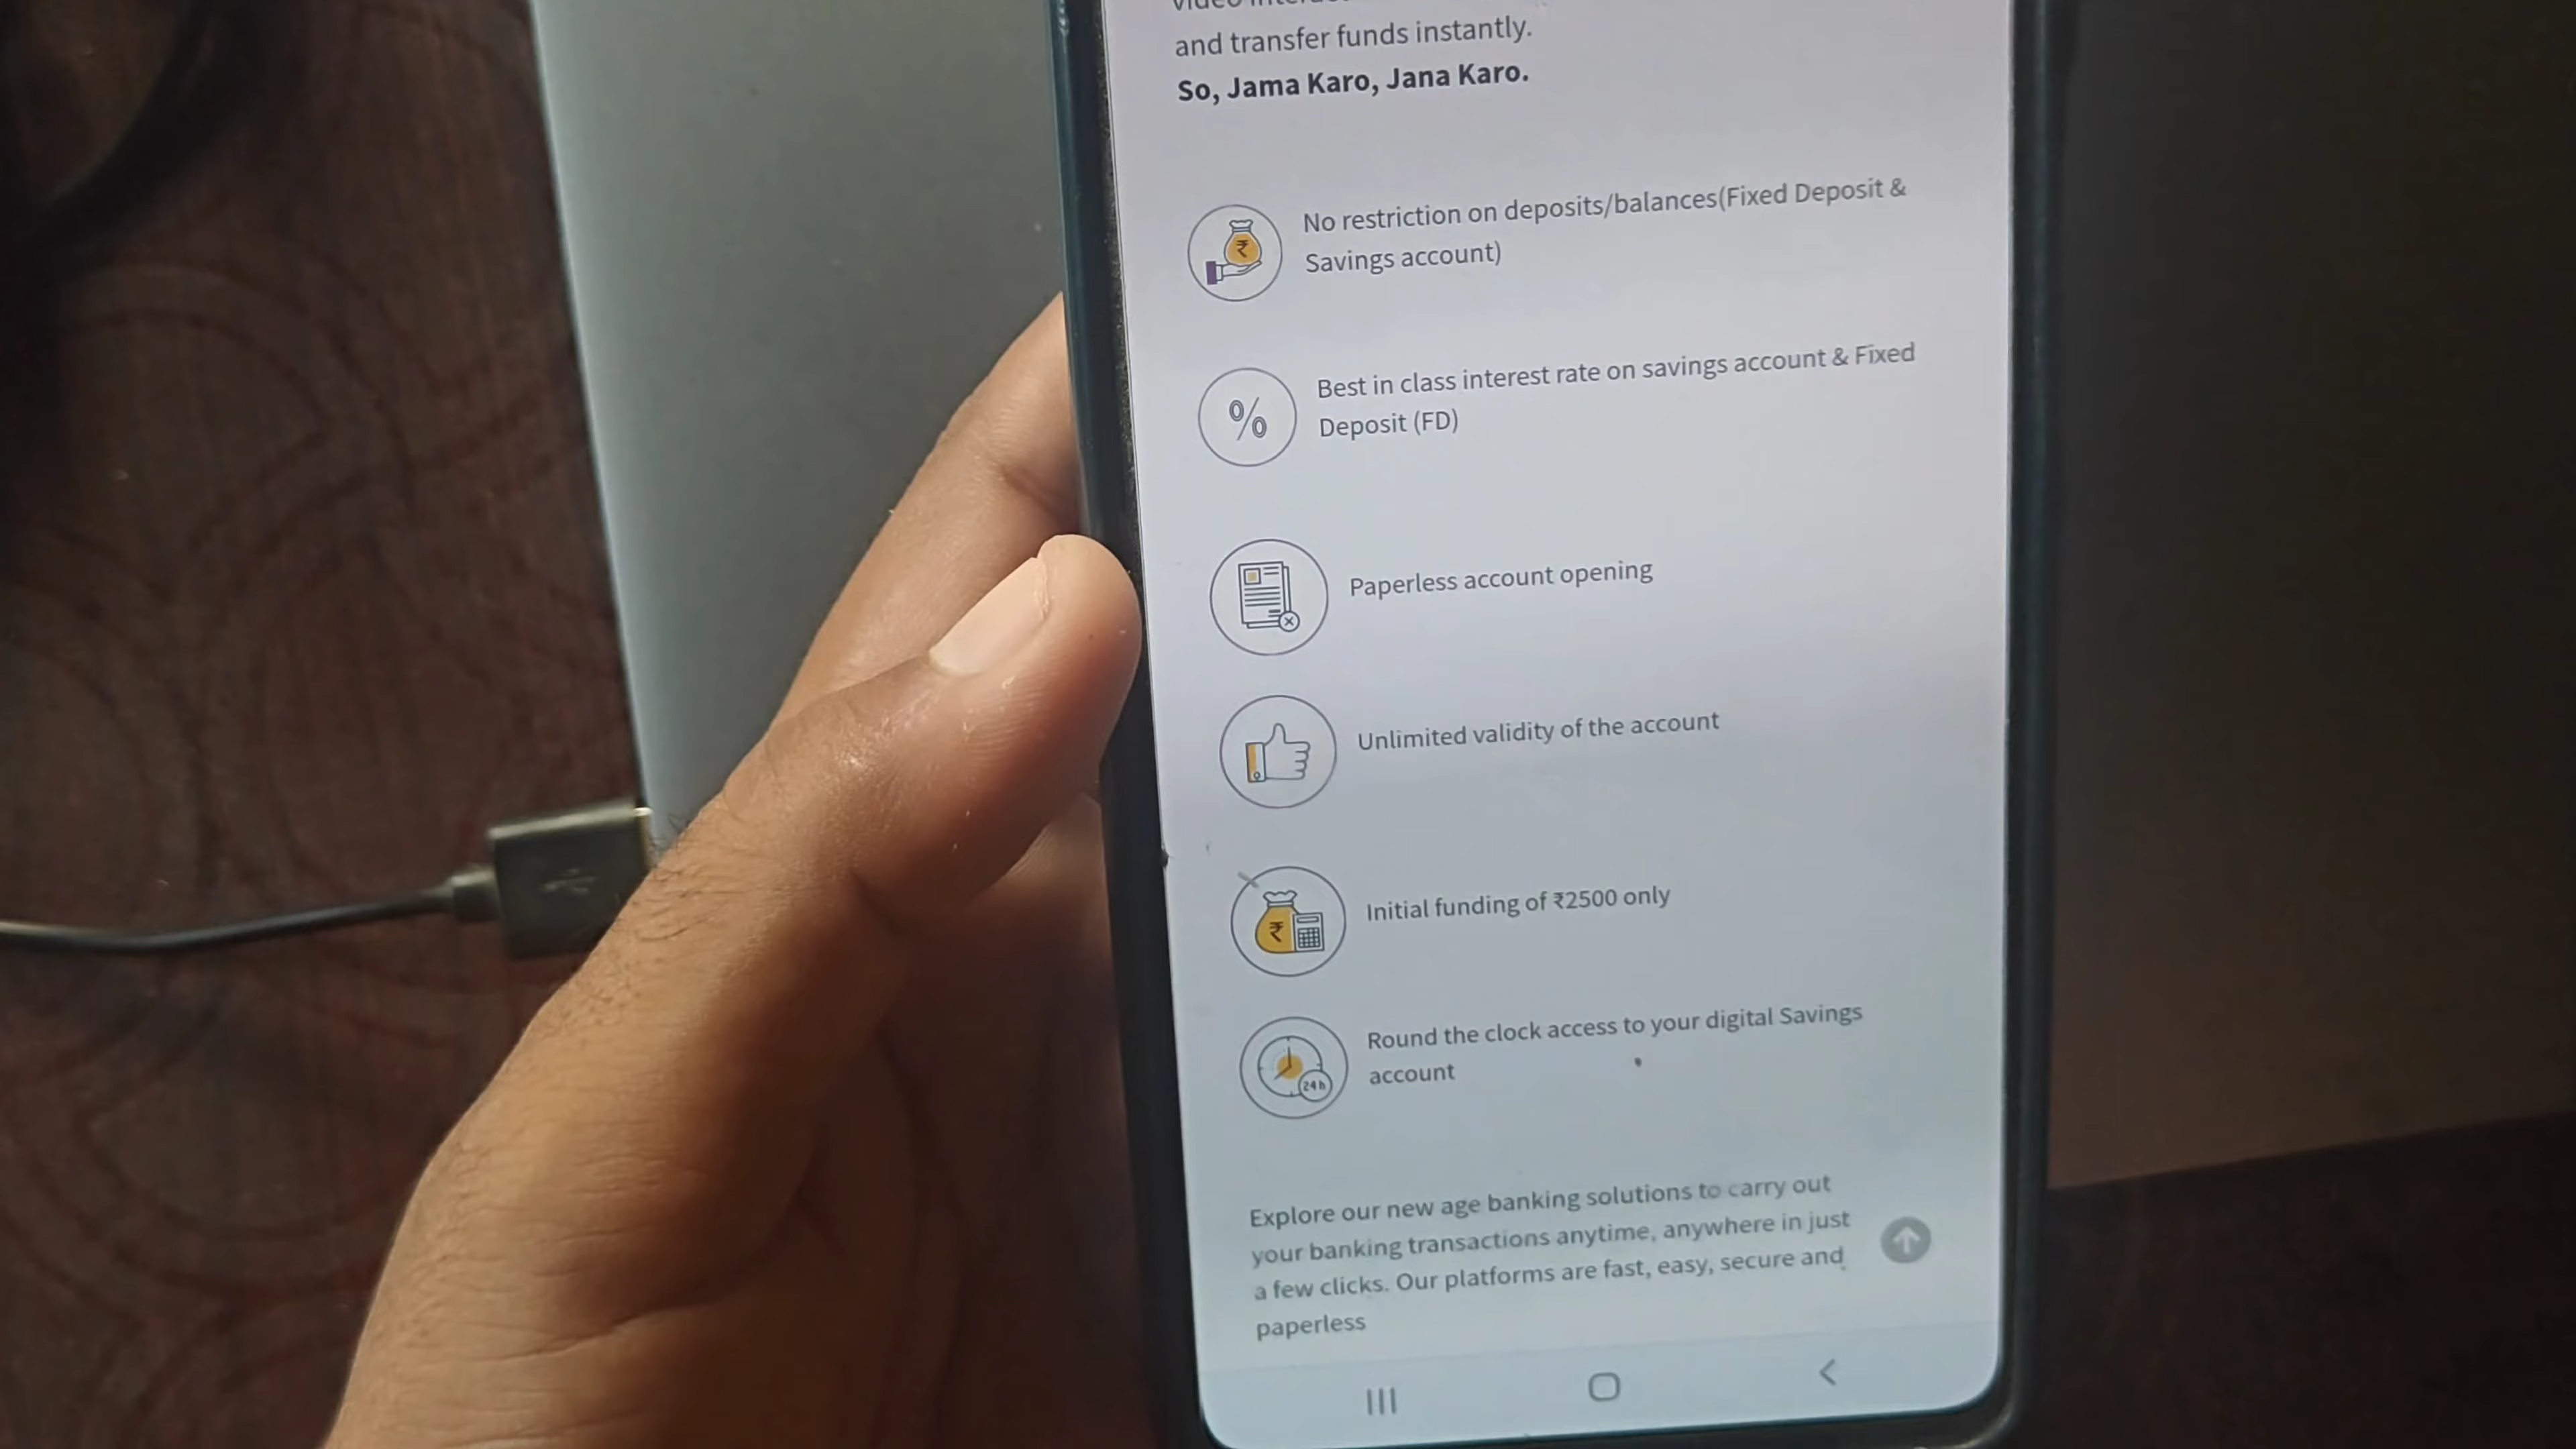 and transfer funds instantly.
So, Jama Karo, Jana Karo.
₹
No restriction on deposits/balances(Fixed Deposit &
Savings account)
%
Best in class interest rate on savings account & Fixed
Deposit (FD)
Paperless account opening
Unlimited validity of the account
₹
Initial funding of ₹2500 only
24h
Round the clock access to your digital Savings
account
Explore our new age banking solutions to carry out
your banking transactions anytime, anywhere in just
a few clicks. Our platforms are fast, easy, secure and
paperless